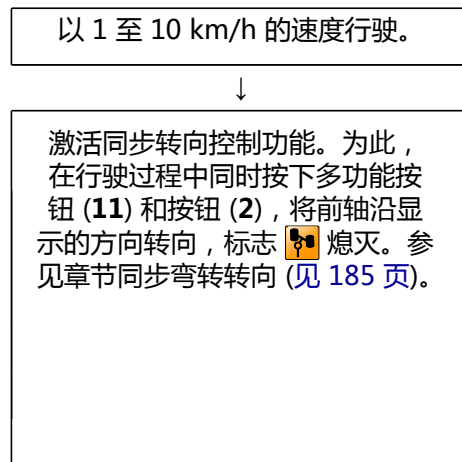 以 1 至 10 km/h 的速度行驶。
↓
激活同步转向控制功能。为此，
在行驶过程中同时按下多功能按
钮 (11) 和按钮 (2)，将前轴沿显
示的方向转向，标志 熄灭。参
见章节同步弯转转向 (见 185 页)。